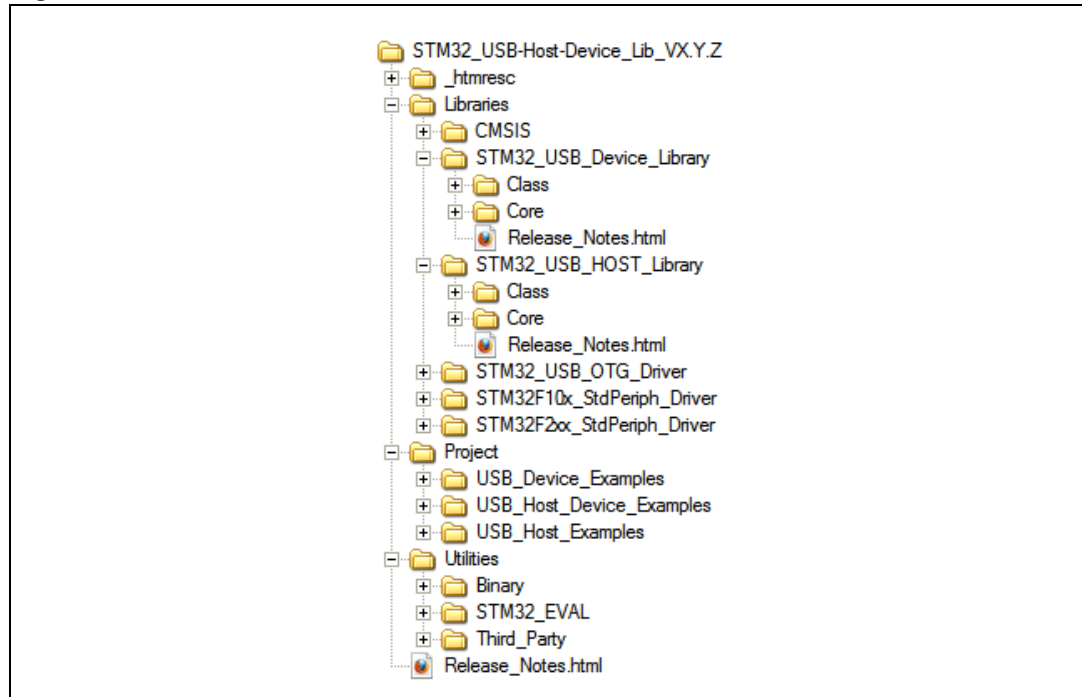 STM32_USB-Host-Device_Lib_VX.Y.Z
_htmresc
Libraries
CMSIS
STM32_USB_Device_Library
Class
Core
Release_Notes.html
STM32_USB_HOST_Library
Class
Core
Release_Notes.html
STM32_USB_OTG_Driver
STM32F10x_StdPeriph_Driver
STM32F2xx_StdPeriph_Driver
Project
USB_Device_Examples
USB_Host_Device_Examples
USB_Host_Examples
Utilities
Binary
STM32_EVAL
Third_Party
Release_Notes.html